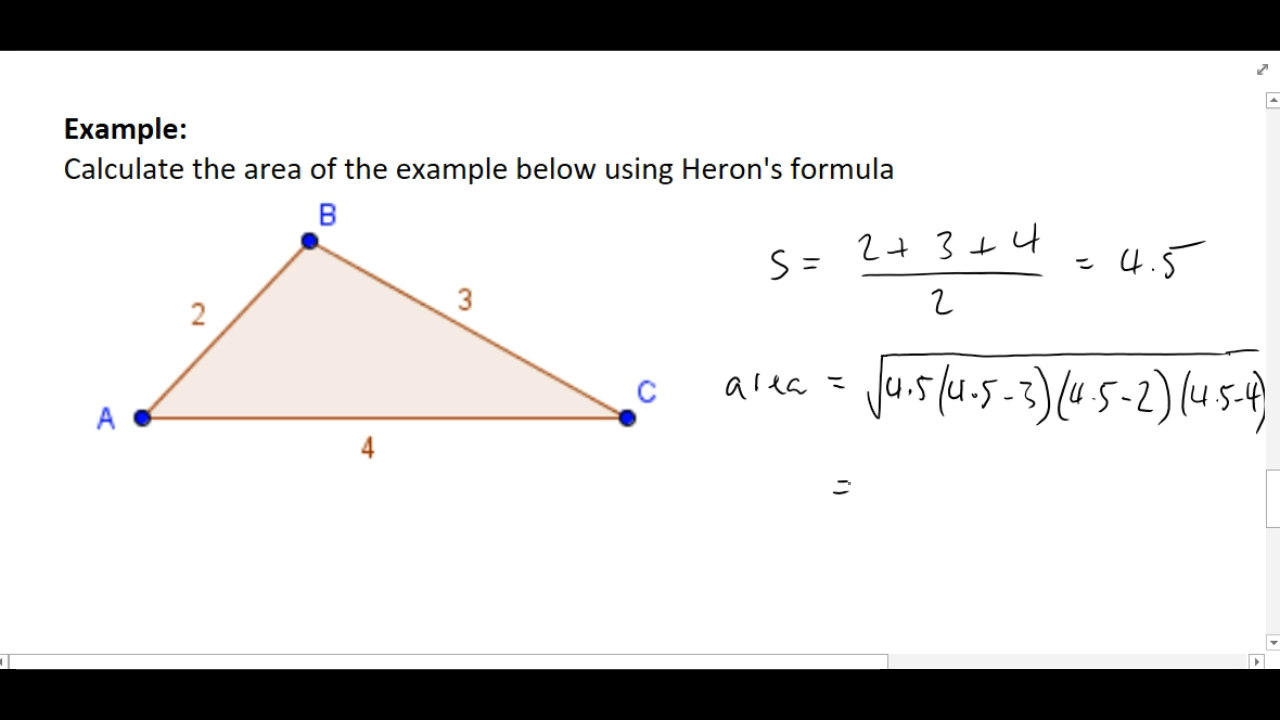 Example:
Calculate the area of the example below using Heron's formula
B
2
3
A
C
4
s = 2 + 3 + 4 / 2 = 4.5
area = √4.5(4.5-3)(4.5-2)(4.5-4)
=